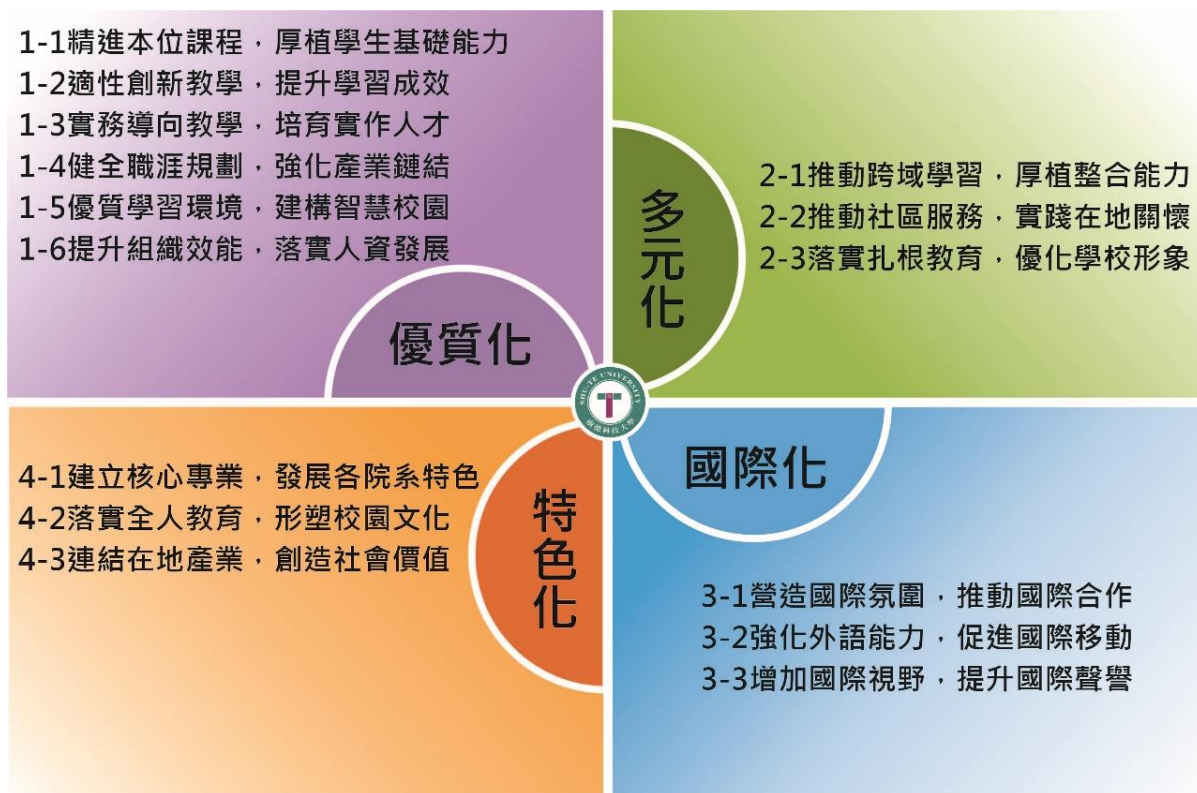 1-1精進本位課程，厚植學生基礎能力
1-2適性創新教學，提升學習成效
1-3實務導向教學，培育實作人才
1-4健全職涯規劃，強化產業鏈結
1-5優質學習環境，建構智慧校園
1-6提升組織效能，落實人資發展
優質化
多元化
2-1推動跨域學習，厚植整合能力
2-2推動社區服務，實踐在地關懷
2-3落實扎根教育，優化學校形象
SHU-TE UNIVERSITY
樹德科技大學
4-1建立核心專業，發展各院系特色
4-2落實全人教育，形塑校園文化
4-3連結在地產業，創造社會價值
特色化
國際化
3-1營造國際氛圍，推動國際合作
3-2強化外語能力，促進國際移動
3-3增加國際視野，提升國際聲譽